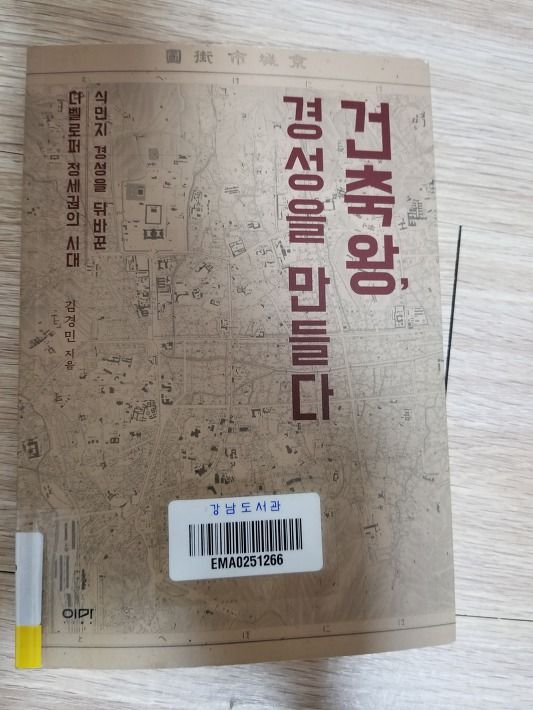 圖街市城京
건축왕,
경성을 만들다
식민지 경성을 뒤바꾼
디벨로퍼 정세권의 시대
김경민 지음
강남도서관
EMA0251266
이마